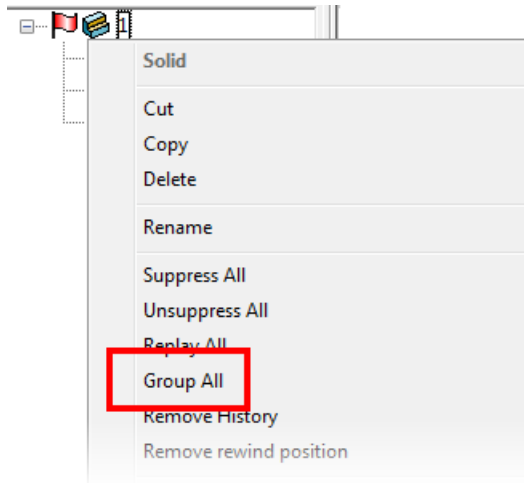 1
Solid
Cut
Copy
Delete
Rename
Suppress All
Unsuppress All
Replay All
Group All
Remove History
Remove rewind position